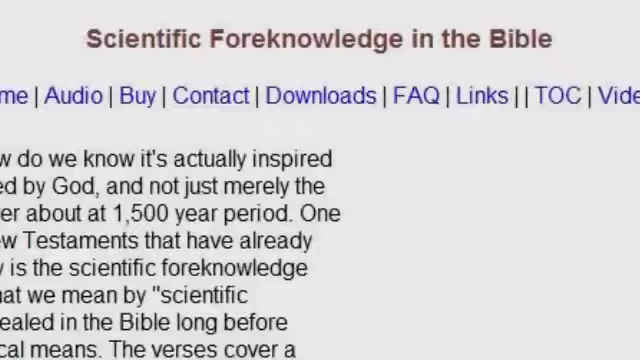 Scientific Foreknowledge in the Bible
me | Audio | Buy | Contact | Downloads | FAQ | Links | | TOC | Vide
w do we know it's actually inspired
ed by God, and not just merely the
er about at 1,500 year period. One
ew Testaments that have already
y is the scientific foreknowledge
hat we mean by "scientific
ealed in the Bible long before
cal means. The verses cover a